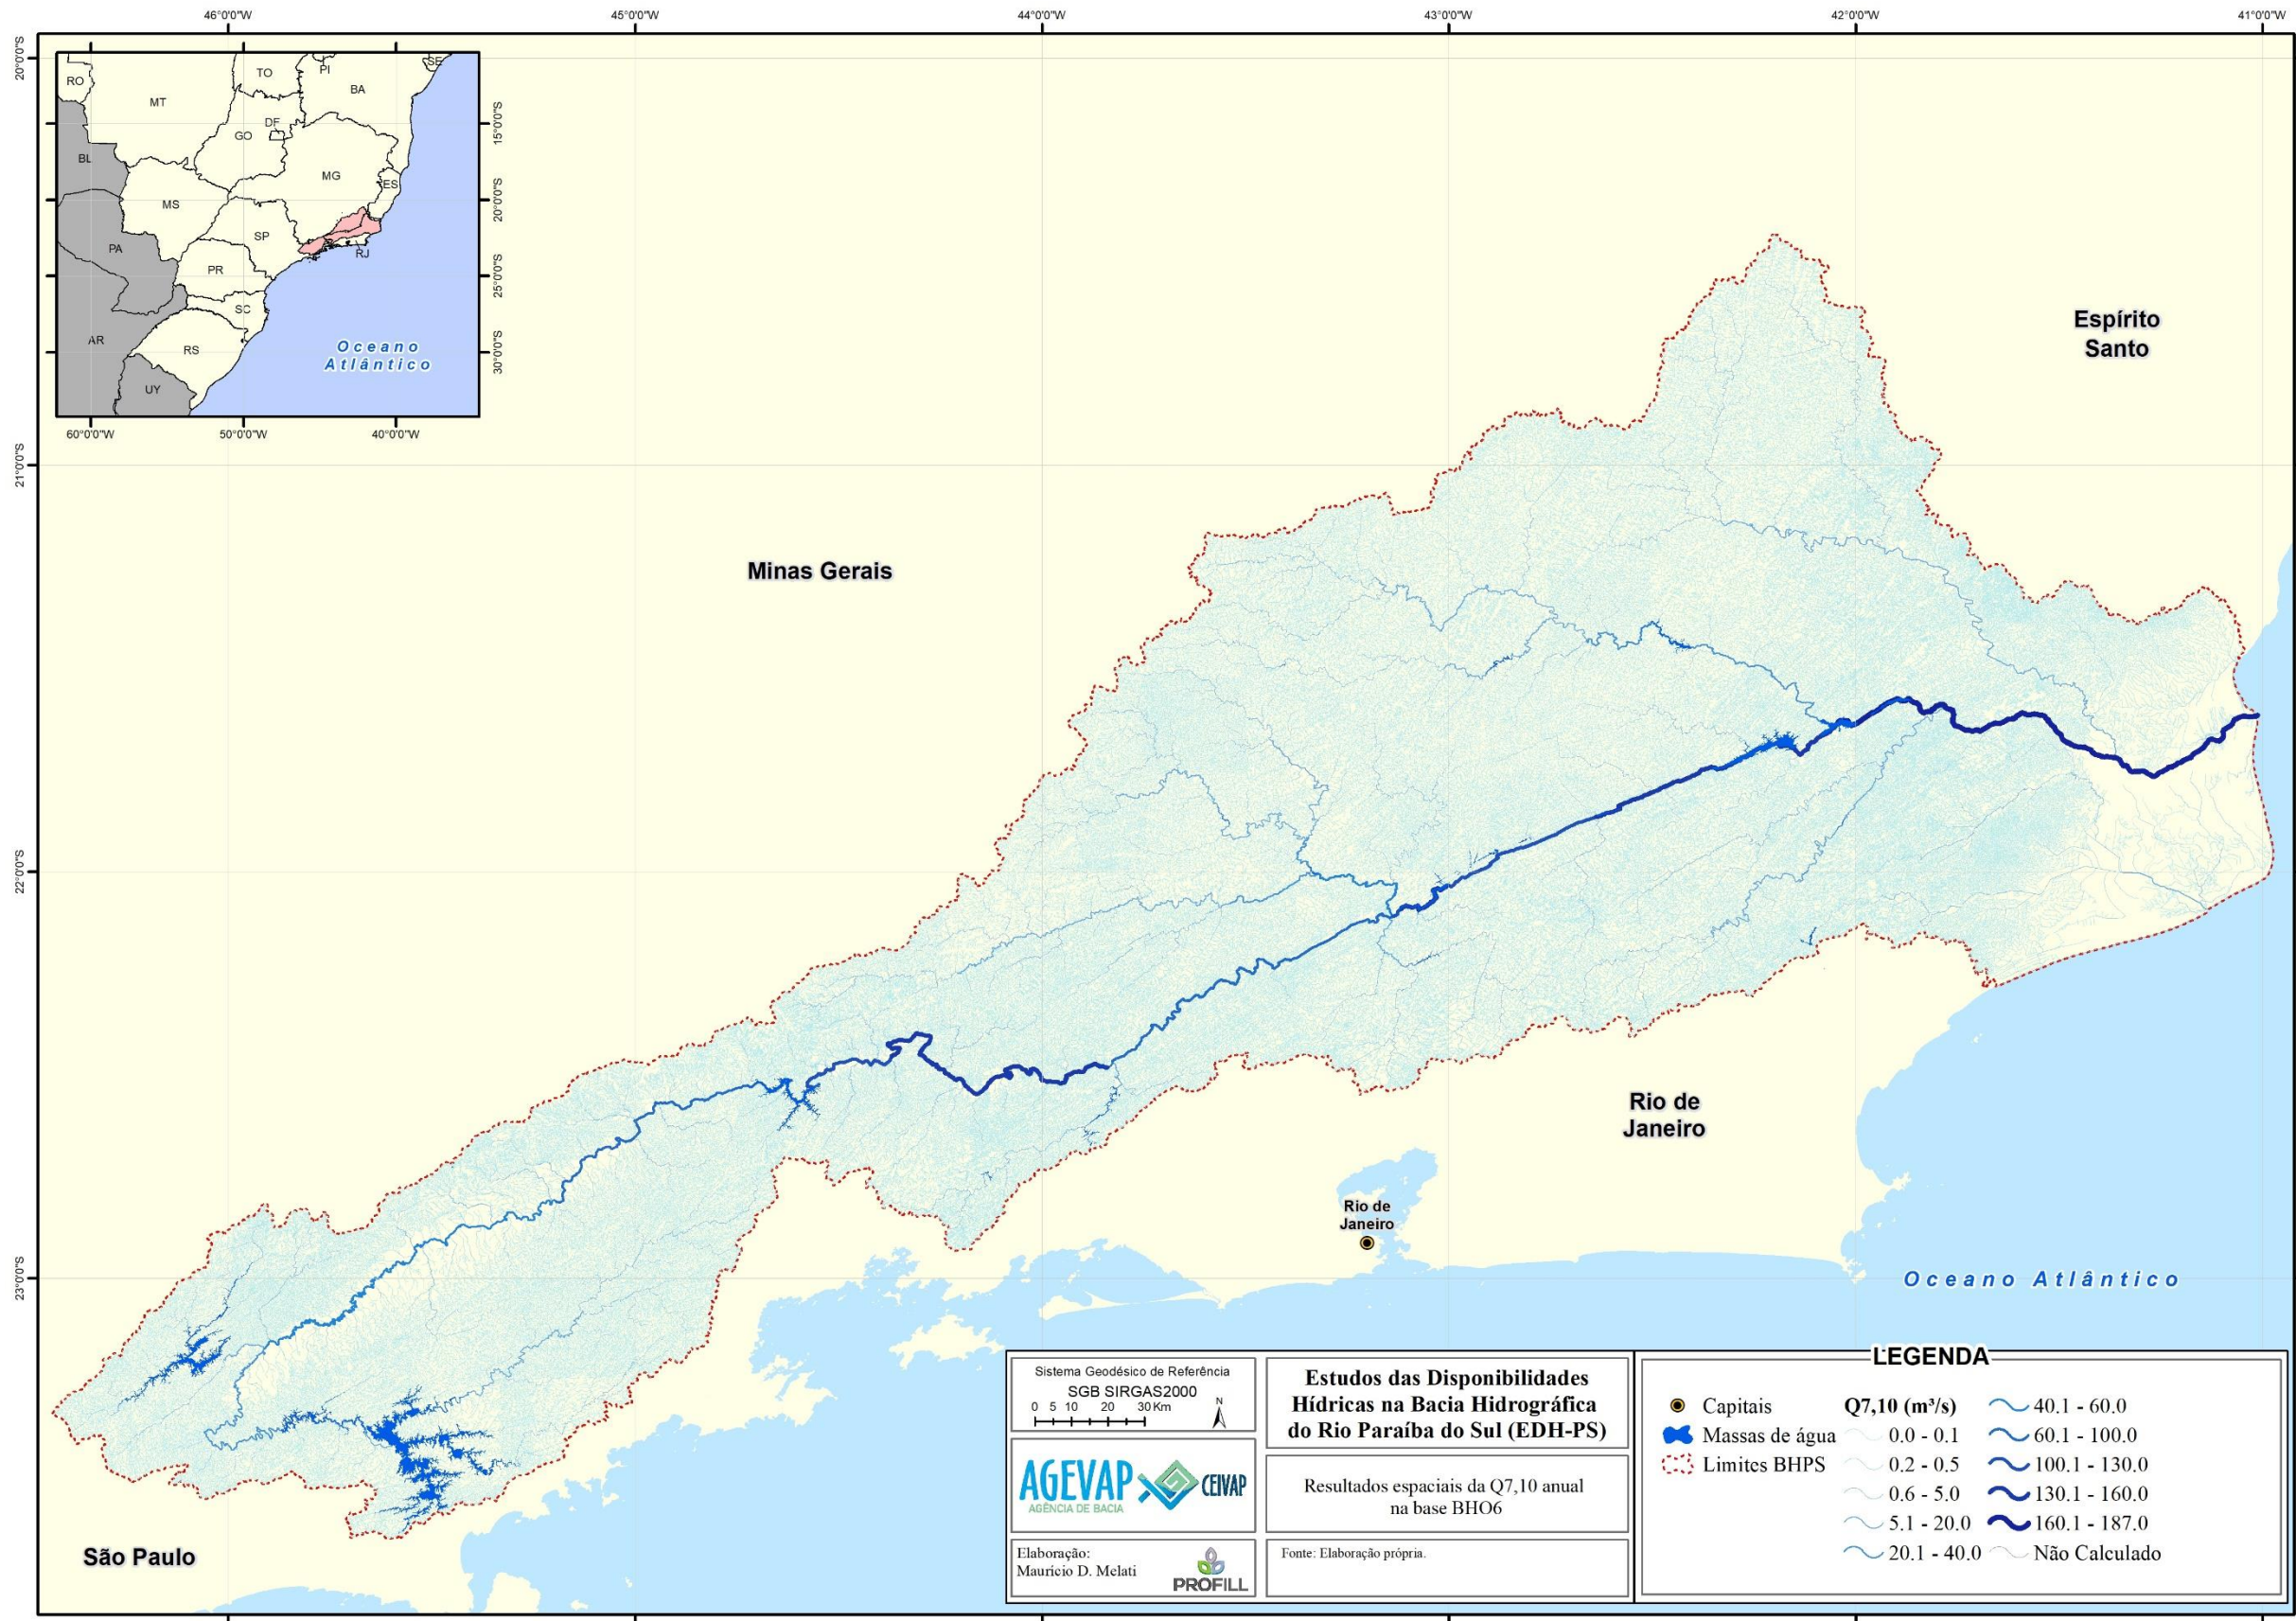 46°0'0"W
45°0'0"W
44°0'0"W
43°0'0"W
42°0'0"W
41°0'0"W
20°0'0"S
21°0'0"S
22°0'0"S
23°0'0"S
RO
MT
TO
PI
SE
BA
DF
GO
BL
MG
ES
MS
SP
PA
RJ
PR
SC
AR
RS
UY
Oceano
Atlântico
15°0'0"S
20°0'0"S
25°0'0"S
30°0'0"S
60°0'0"W
50°0'0"W
40°0'0"W
Espírito
Santo
Minas Gerais
Rio de
Janeiro
Rio de
Janeiro
Oceano Atlântico
São Paulo
Sistema Geodésico de Referência
SGB SIRGAS2000
0 5 10 20 30 Km
N
AGEVAP
AGÊNCIA DE BACIA
CEIVAP
Elaboração:
Maurício D. Melati
PROFILL
Estudos das Disponibilidades
Hídricas na Bacia Hidrográfica
do Rio Paraíba do Sul (EDH-PS)
Resultados espaciais da Q7,10 anual
na base BHO6
Fonte: Elaboração própria.
LEGENDA
Capitais
Massas de água
Limites BHPS
Q7,10 (m³/s)
0.0 - 0.1
0.2 - 0.5
0.6 - 5.0
5.1 - 20.0
20.1 - 40.0
40.1 - 60.0
60.1 - 100.0
100.1 - 130.0
130.1 - 160.0
160.1 - 187.0
Não Calculado